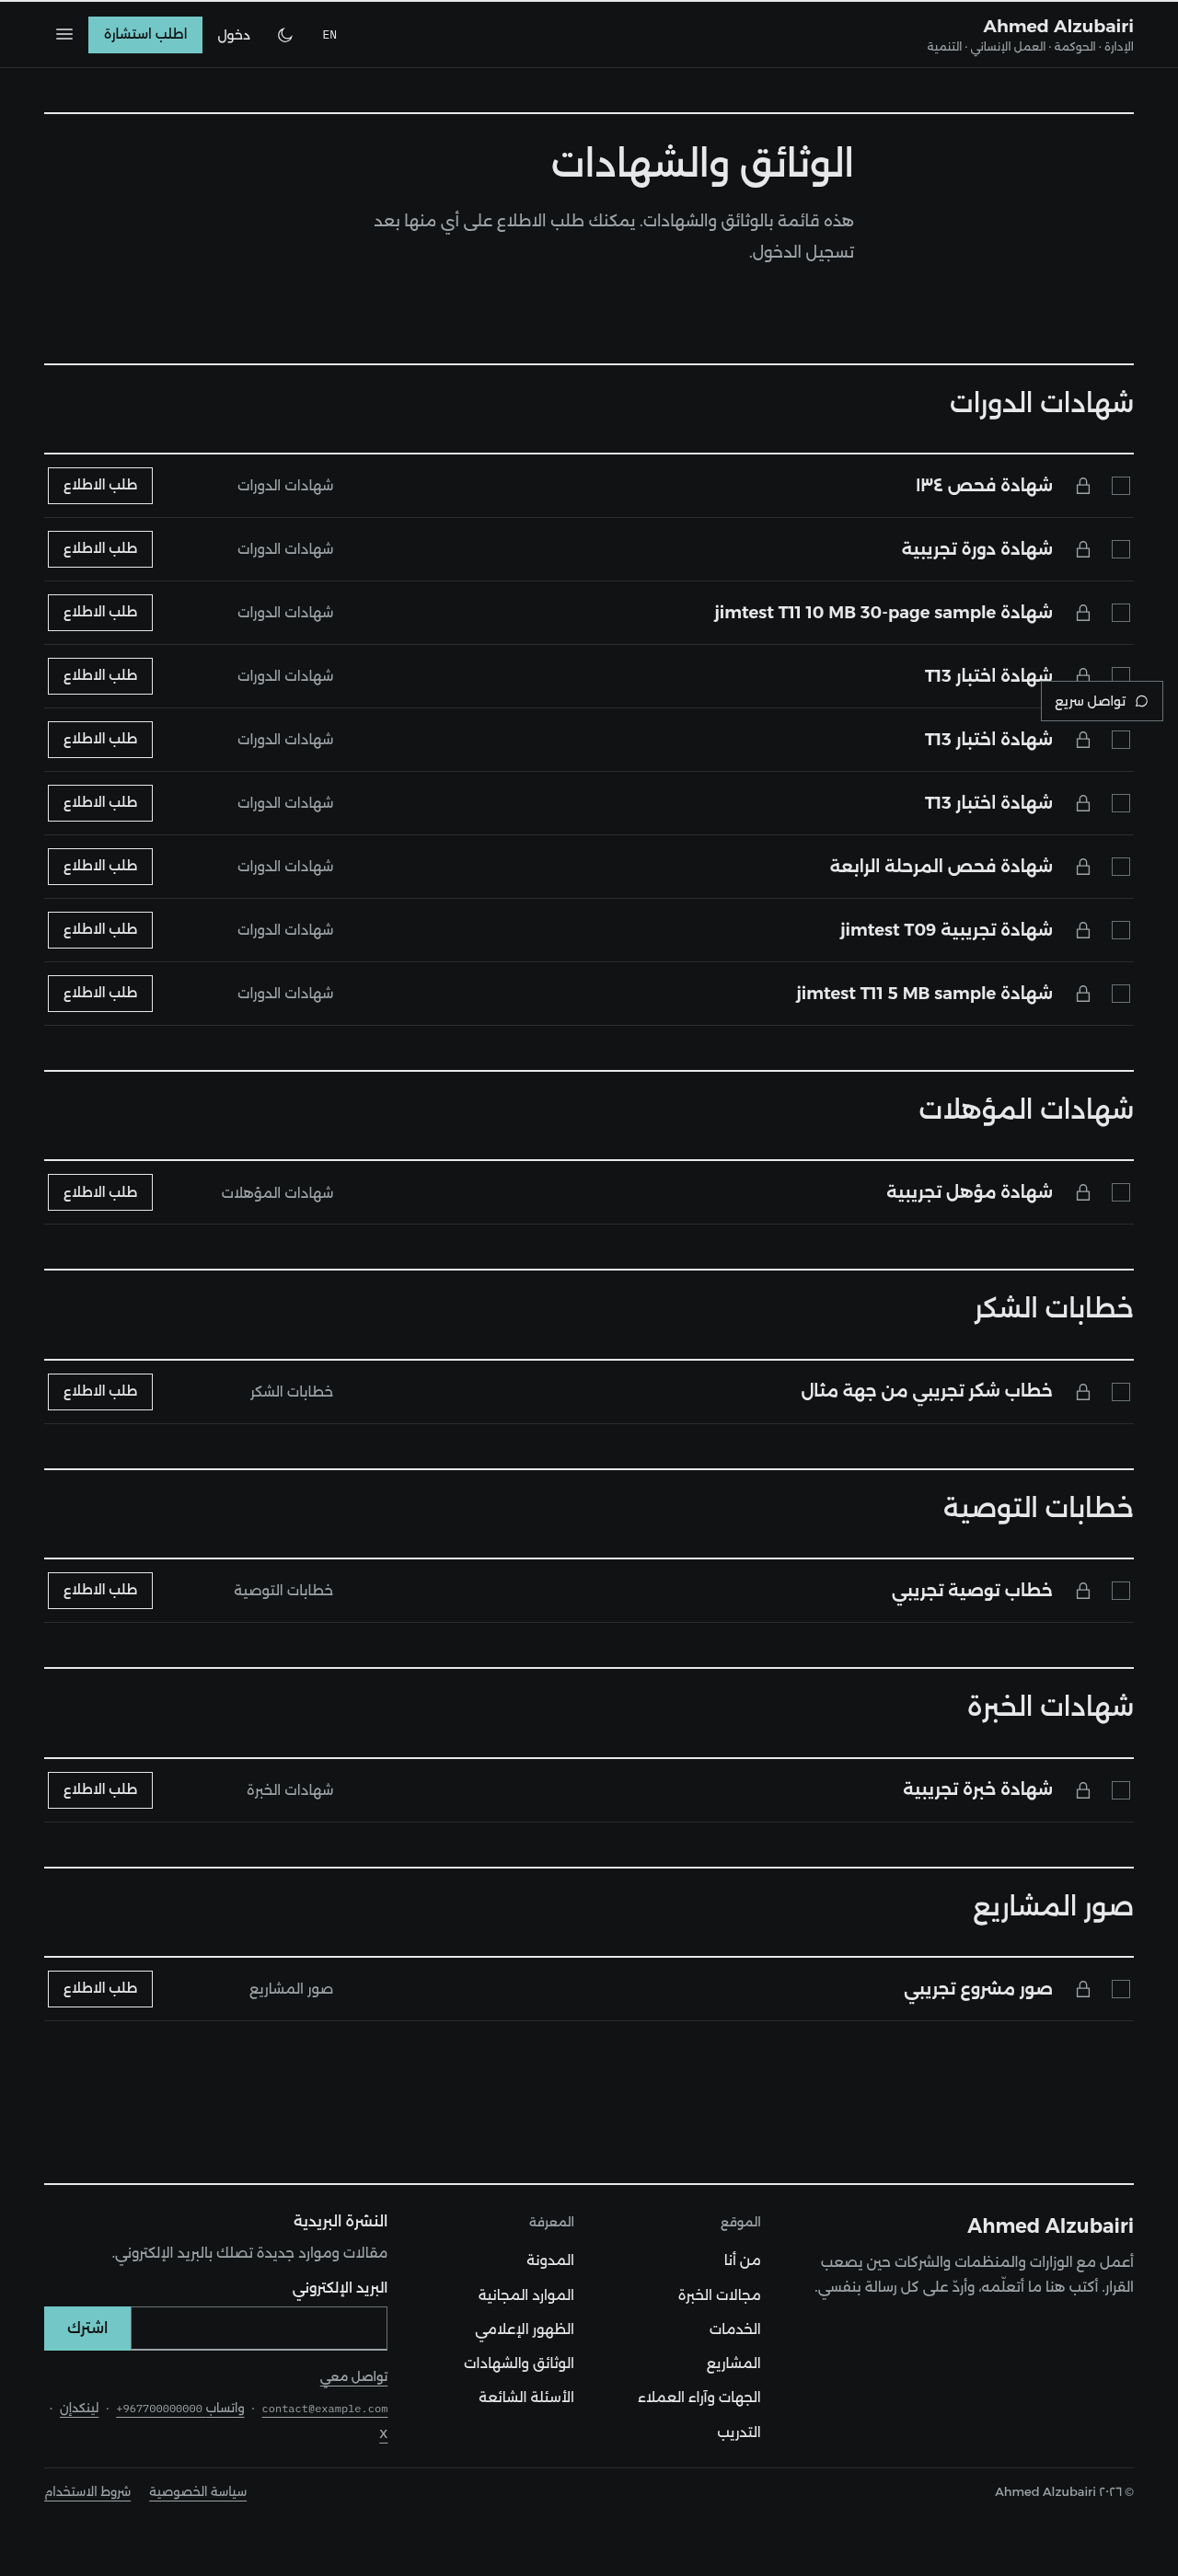 Ahmed Alzubairi
الإدارة · الحوكمة · العمل الإنساني · التنمية
EN
دخول
اطلب استشارة
الوثائق والشهادات
هذه قائمة بالوثائق والشهادات. يمكنك طلب الاطلاع على أي منها بعد
تسجيل الدخول.
شهادات الدورات
شهادة فحص ١٣٤ شهادات الدورات طلب الاطلاع
شهادة دورة تجريبية شهادات الدورات طلب الاطلاع
شهادة jimtest T11 10 MB 30-page sample شهادات الدورات طلب الاطلاع
شهادة اختبار T13 شهادات الدورات طلب الاطلاع
تواصل سريع
شهادة اختبار T13 شهادات الدورات طلب الاطلاع
شهادة اختبار T13 شهادات الدورات طلب الاطلاع
شهادة فحص المرحلة الرابعة شهادات الدورات طلب الاطلاع
شهادة تجريبية jimtest T09 شهادات الدورات طلب الاطلاع
شهادة jimtest T11 5 MB sample شهادات الدورات طلب الاطلاع
شهادات المؤهلات
شهادة مؤهل تجريبية شهادات المؤهلات طلب الاطلاع
خطابات الشكر
خطاب شكر تجريبي من جهة مثال خطابات الشكر طلب الاطلاع
خطابات التوصية
خطاب توصية تجريبي خطابات التوصية طلب الاطلاع
شهادات الخبرة
شهادة خبرة تجريبية شهادات الخبرة طلب الاطلاع
صور المشاريع
صور مشروع تجريبي صور المشاريع طلب الاطلاع
Ahmed Alzubairi
أعمل مع الوزارات والمنظمات والشركات حين يصعب
القرار. أكتب هنا ما أتعلّمه، وأردّ على كل رسالة بنفسي.
الموقع
من أنا
مجالات الخبرة
الخدمات
المشاريع
الجهات وآراء العملاء
التدريب
المعرفة
المدونة
الموارد المجانية
الظهور الإعلامي
الوثائق والشهادات
الأسئلة الشائعة
النشرة البريدية
مقالات وموارد جديدة تصلك بالبريد الإلكتروني.
البريد الإلكتروني
اشترك
تواصل معي
contact@example.com · واتساب +967700000000 · لينكدإن ·
X
© ٢٠٢٦ Ahmed Alzubairi
سياسة الخصوصية شروط الاستخدام